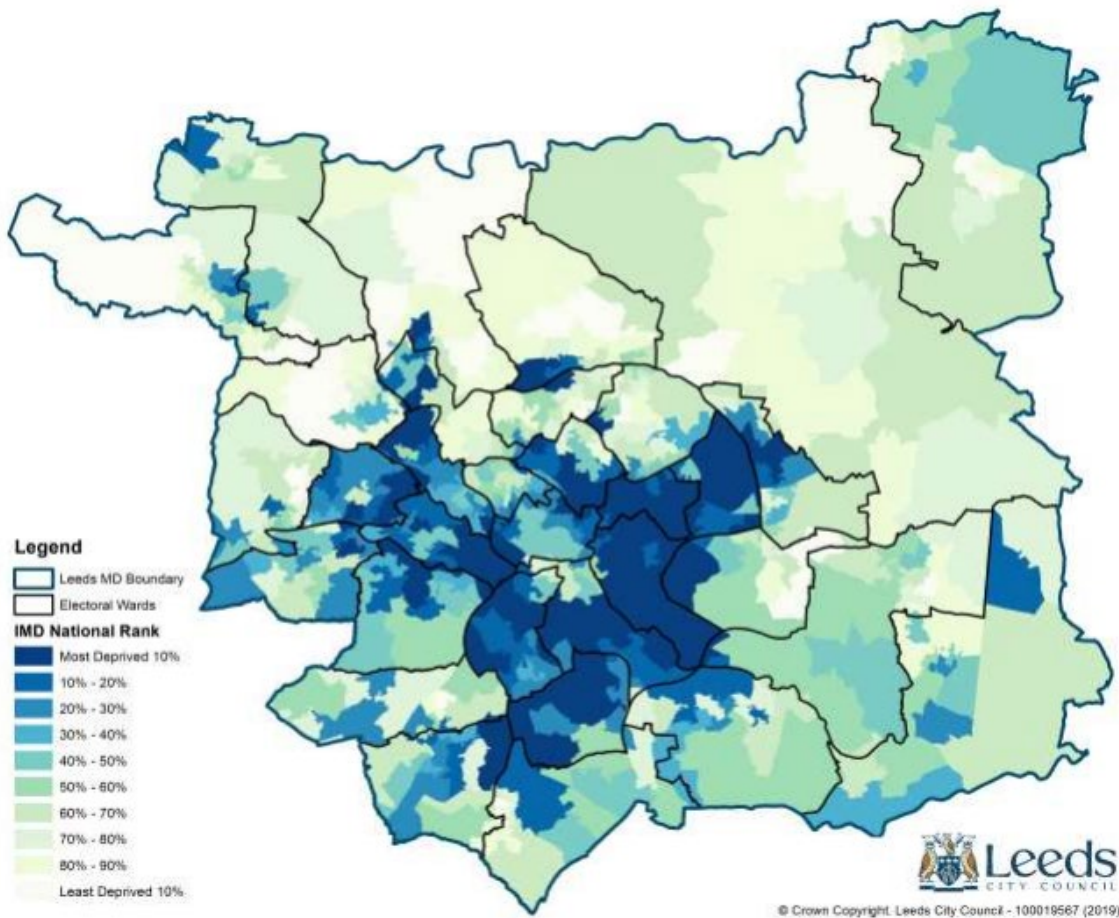 Legend
Leeds MD Boundary
Electoral Wards
IMD National Rank
Most Deprived 10%
10% - 20%
20% - 30%
30% - 40%
40% - 50%
50% - 60%
60% - 70%
70% - 80%
80% - 90%
Least Deprived 10%
Leeds
CITY COUNCIL
© Crown Copyright. Leeds City Council - 100019567 (2019)